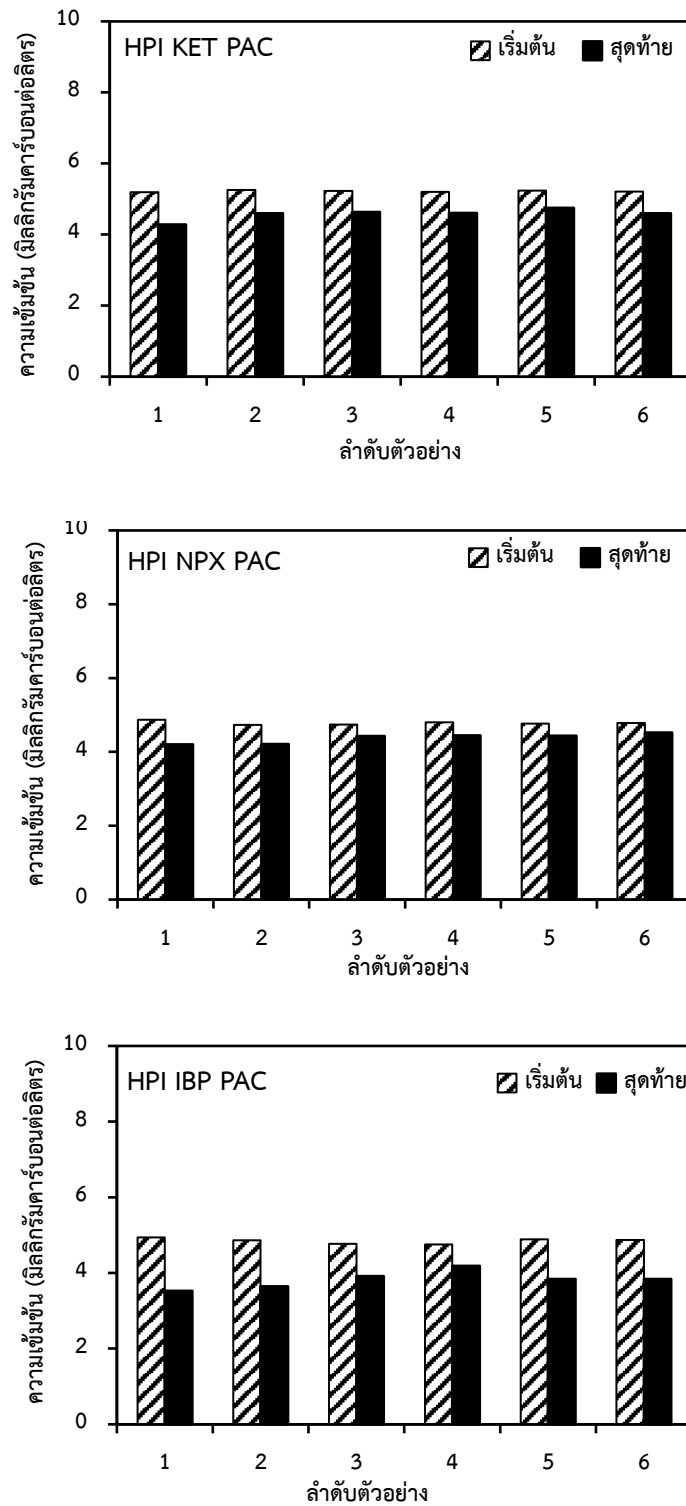 10
HPI KET PAC
เริ่มต้น
สุดท้าย
8
6
4
2
0
ความเข้มข้น (มิลลิกรัมคาร์บอนต่อลิตร)
1 2 3 4 5 6
ลำดับตัวอย่าง
10
HPI NPX PAC
เริ่มต้น
สุดท้าย
8
6
4
2
0
ความเข้มข้น (มิลลิกรัมคาร์บอนต่อลิตร)
1 2 3 4 5 6
ลำดับตัวอย่าง
10
HPI IBP PAC
เริ่มต้น
สุดท้าย
8
6
4
2
0
ความเข้มข้น (มิลลิกรัมคาร์บอนต่อลิตร)
1 2 3 4 5 6
ลำดับตัวอย่าง